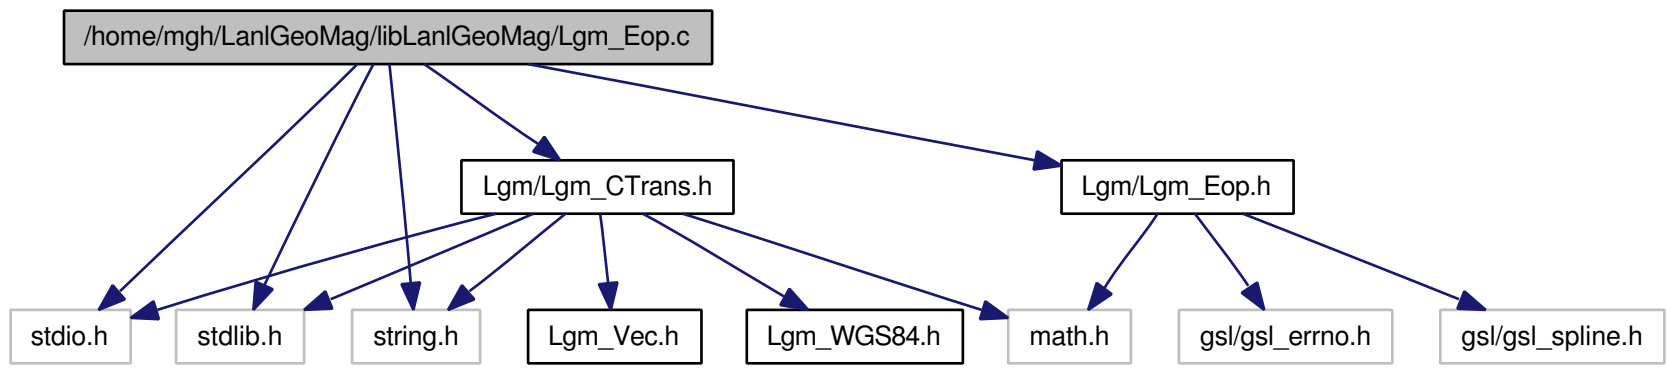 /home/mgh/LanlGeoMag/libLanlGeoMag/Lgm_Eop.c
Lgm/Lgm_CTrans.h
Lgm/Lgm_Eop.h
stdio.h
stdlib.h
string.h
Lgm_Vec.h
Lgm_WGS84.h
math.h
gsl/gsl_errno.h
gsl/gsl_spline.h